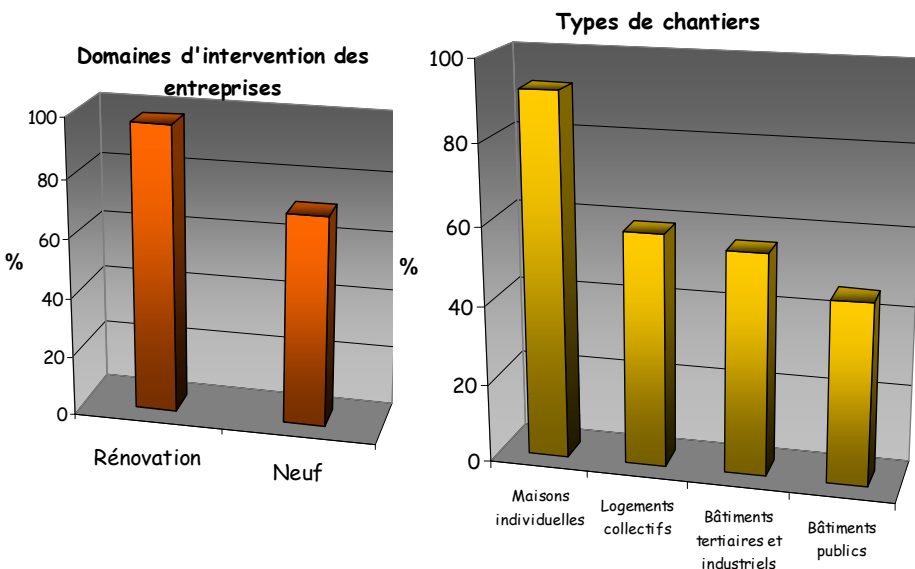 Domaines d'intervention des
entreprises
%
100
80
60
40
20
0
Rénovation
Neuf
Types de chantiers
%
100
80
60
40
20
0
Maisons
individuelles
Logements
collectifs
Bâtiments
tertiaires et
industriels
Bâtiments
publics